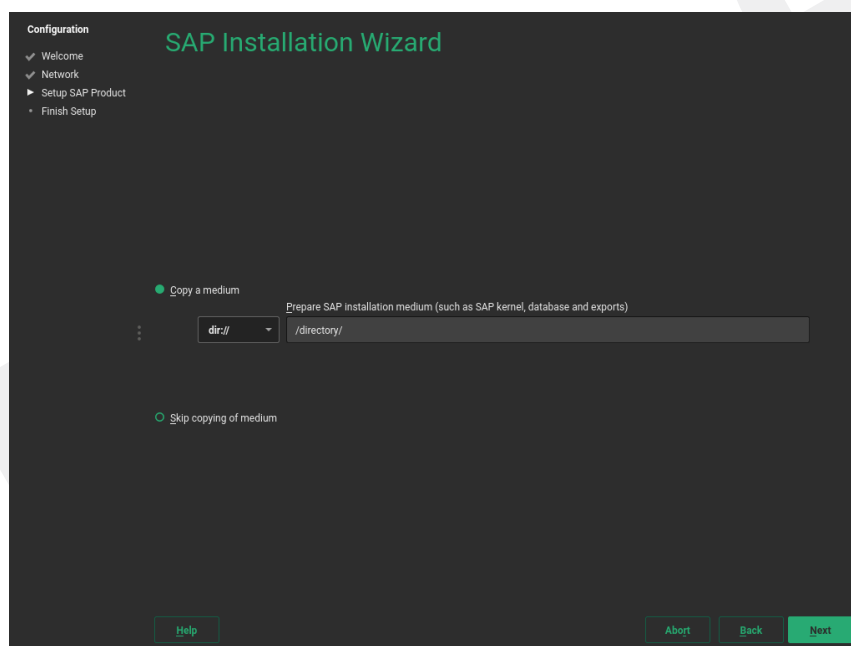 Configuration
Welcome
Network
Setup SAP Product
Finish Setup
SAP Installation Wizard
Copy a medium
Prepare SAP installation medium (such as SAP kernel, database and exports)
dir://
/directory/
Skip copying of medium
Help
Abort
Back
Next